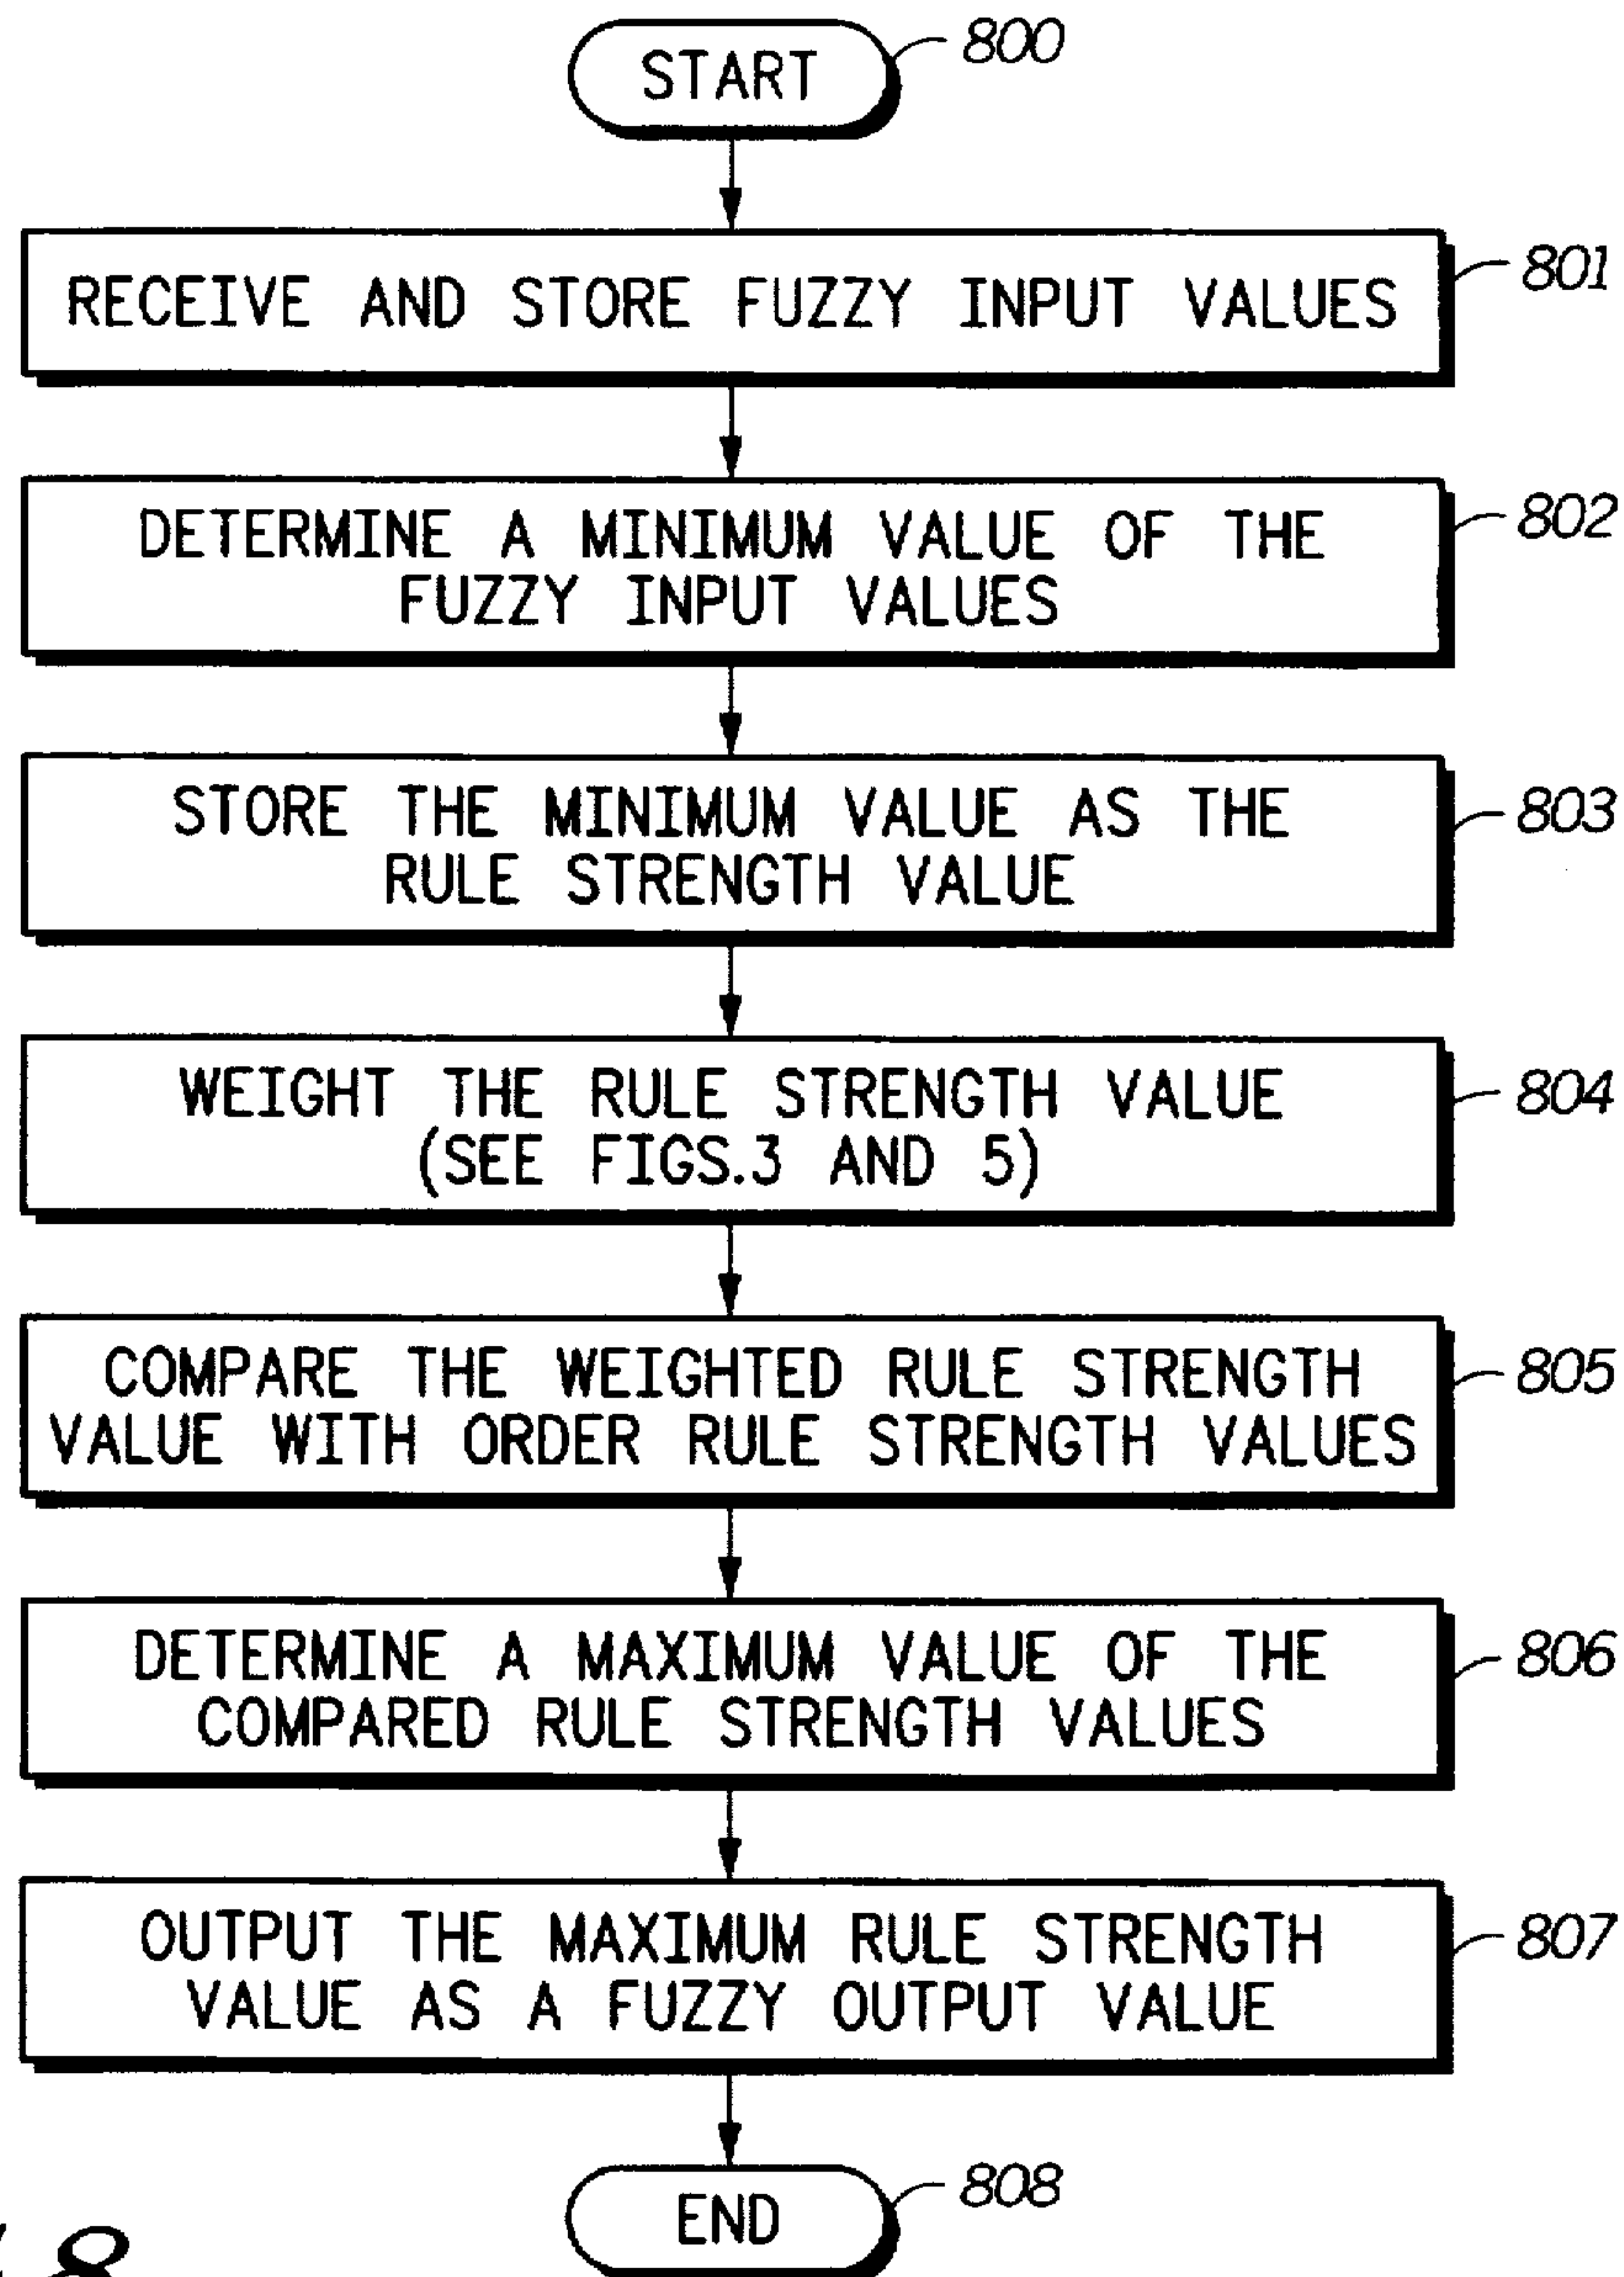 START
800
RECEIVE AND STORE FUZZY INPUT VALUES
801
DETERMINE A MINIMUM VALUE OF THE
FUZZY INPUT VALUES
802
STORE THE MINIMUM VALUE AS THE
RULE STRENGTH VALUE
803
WEIGHT THE RULE STRENGTH VALUE
(SEE FIGS.3 AND 5)
804
COMPARE THE WEIGHTED RULE STRENGTH
VALUE WITH ORDER RULE STRENGTH VALUES
805
DETERMINE A MAXIMUM VALUE OF THE
COMPARED RULE STRENGTH VALUES
806
OUTPUT THE MAXIMUM RULE STRENGTH
VALUE AS A FUZZY OUTPUT VALUE
807
END
808
8